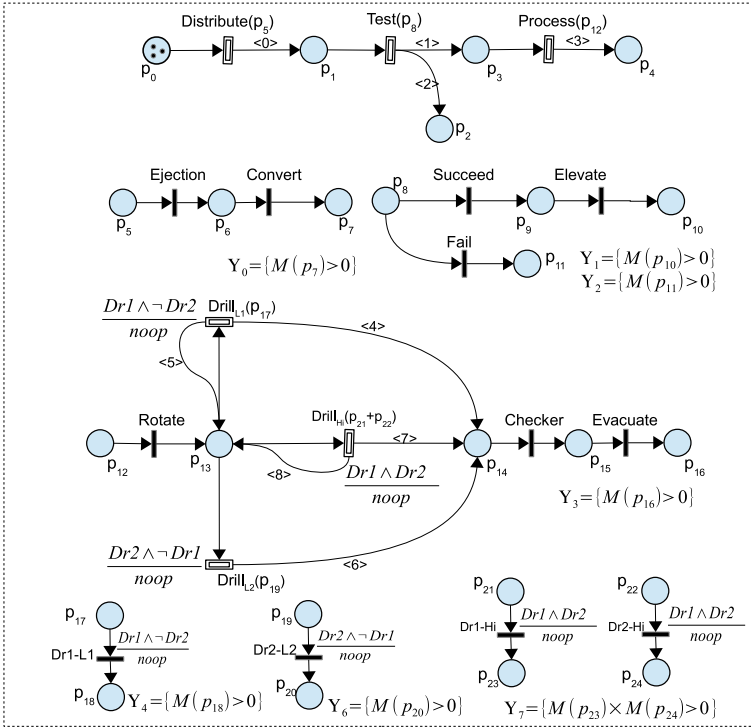 Distribute(p5) Test(p8) Process(p12)
<0> <1> <3>
p0 p1 p3 p4
<2>
p2
Ejection Convert Succeed Elevate
p8
p5 p6 p7 p9 p10
Fail
Y0={M(p7)>0} p11 Y1={M(p10)>0}
Y2={M(p11)>0}
Dr1∧¬Dr2 DrillL1(p17)
noop <4>
<5>
Rotate DrillHi(p21+p22) Checker Evacuate
<7>
p12 p13 p14 p15 p16
<8> Dr1∧Dr2
noop Y3={M(p16)>0}
Dr2∧¬Dr1 <6>
noop DrillL2(p19)
p17 p19 p21 p22
Dr1∧¬Dr2 Dr2∧¬Dr1 Dr1-Hi Dr1∧Dr2 Dr2-Hi Dr1∧Dr2
Dr1-L1 noop Dr2-L2 noop noop noop
p23 p24
p18 Y4={M(p18)>0} p20 Y6={M(p20)>0} Y7={M(p23)×M(p24)>0}